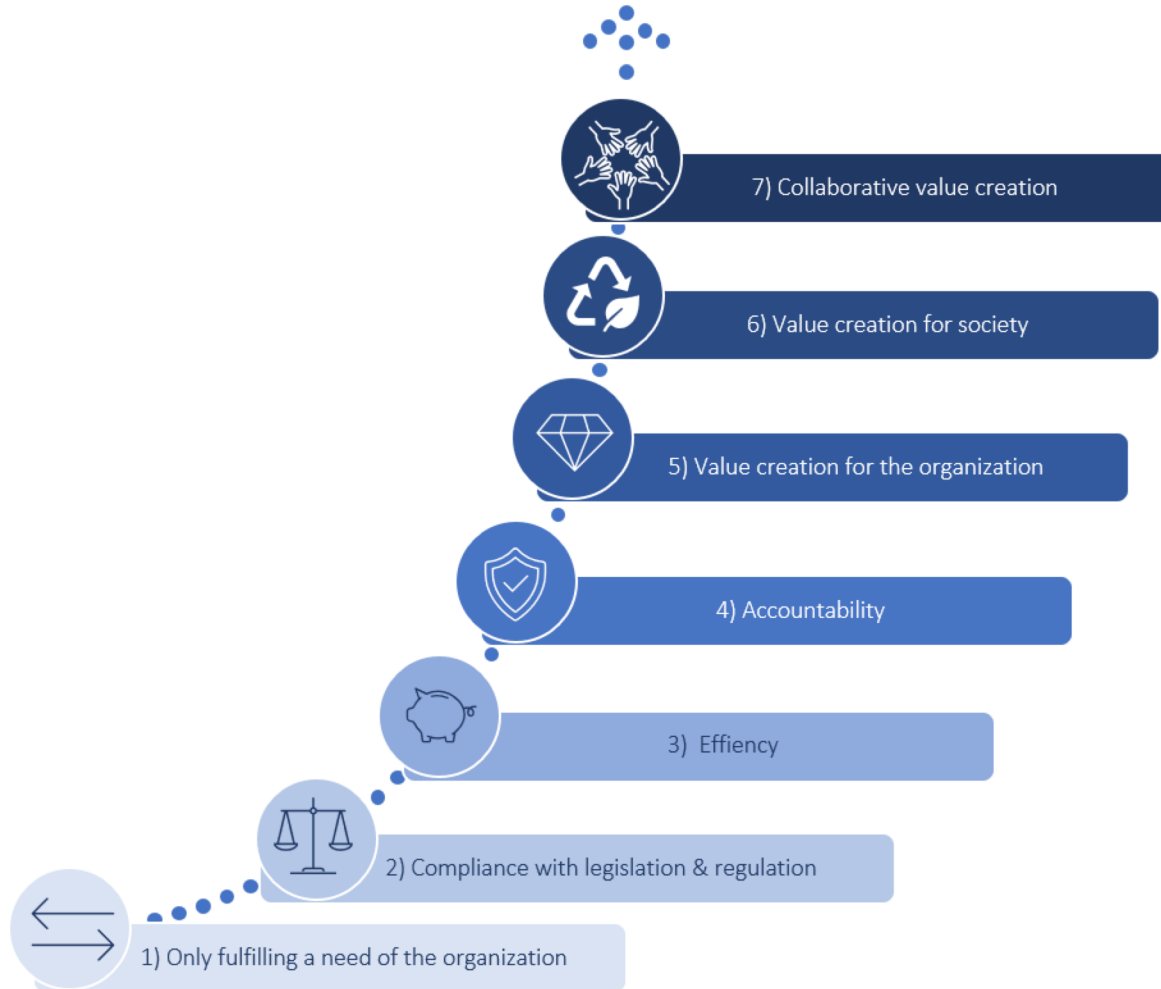 7) Collaborative value creation
6) Value creation for society
5) Value creation for the organization
4) Accountability
3) Effiency
2) Compliance with legislation & regulation
1) Only fulfilling a need of the organization